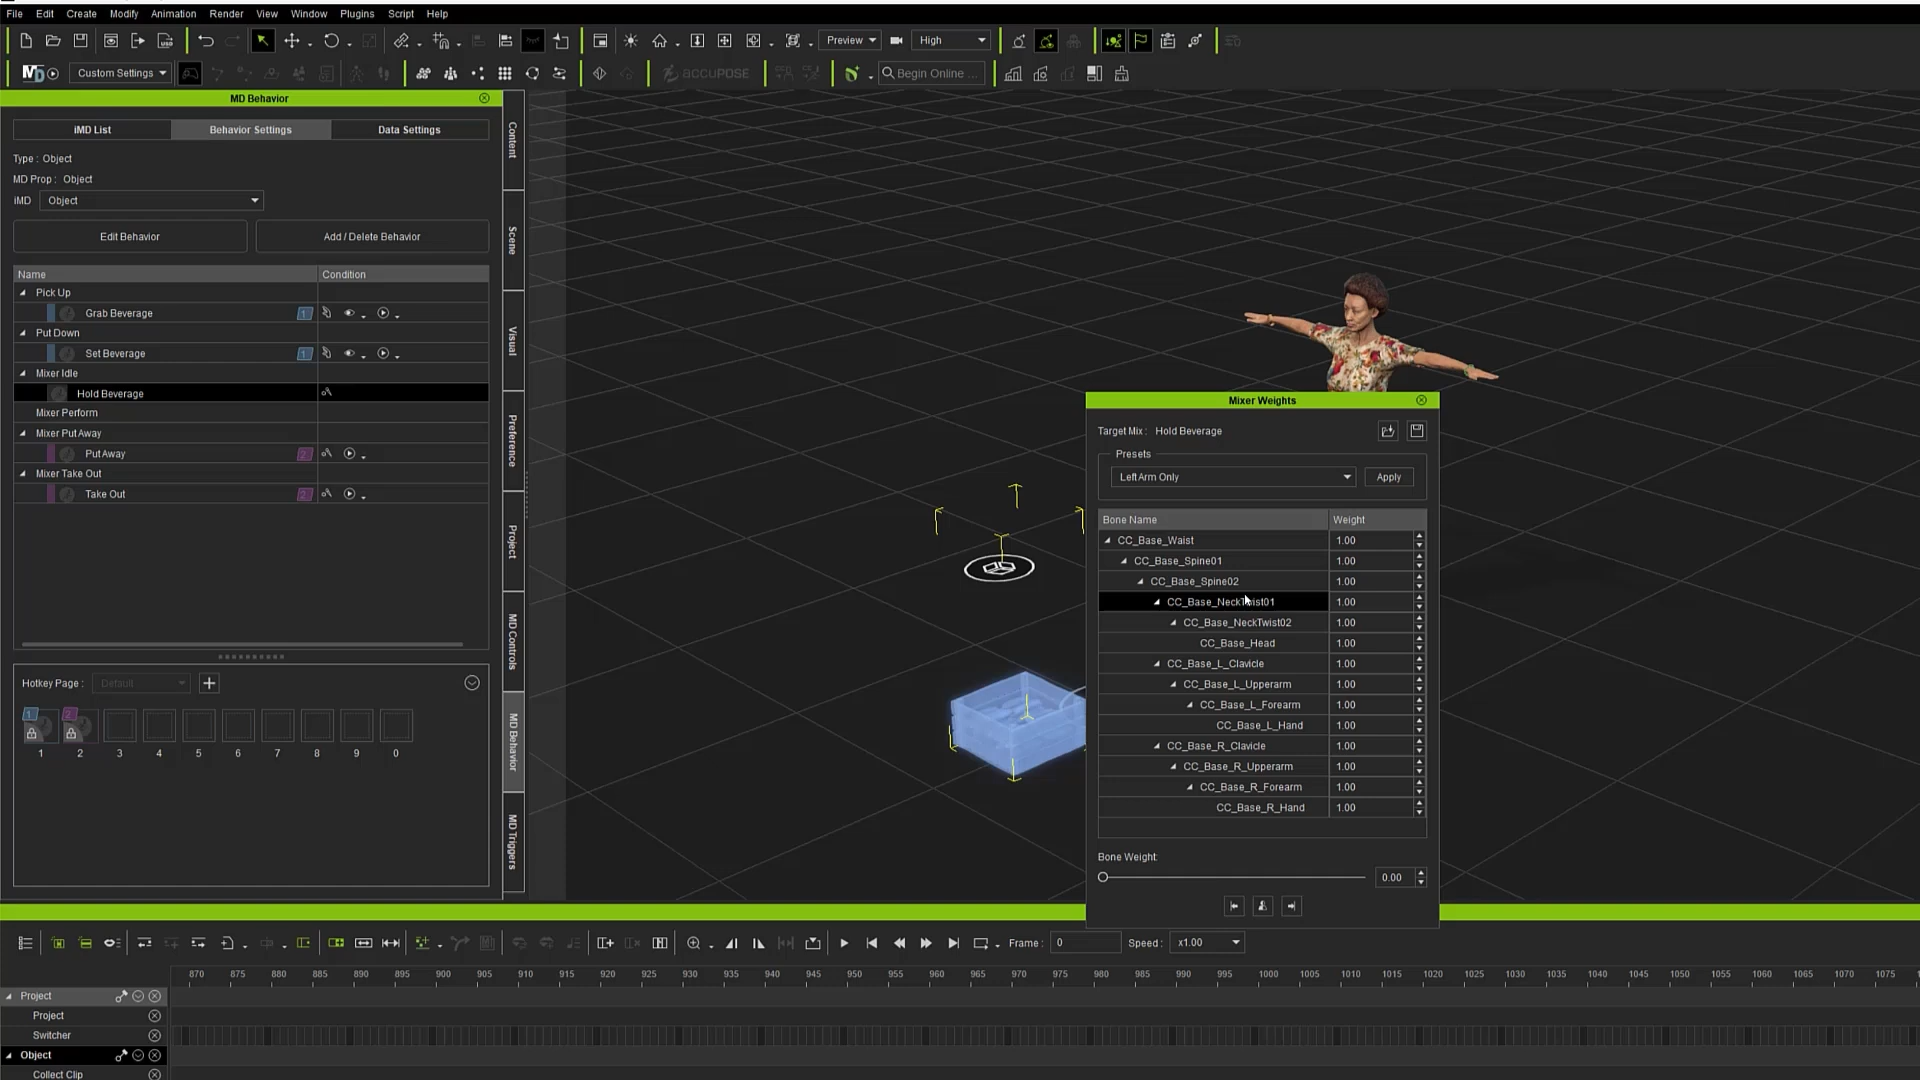 File Edit Create Modify Animation Render View Window Plugins Script Help
Preview High
MD Custom Settings ACCUPOSE Begin Online ...
MD Behavior
iMD List Behavior Settings Data Settings
Type : Object
MD Prop : Object
iMD Object
Edit Behavior Add / Delete Behavior
Name Condition
Pick Up
Grab Beverage 1
Put Down
Set Beverage 1
Mixer Idle
Hold Beverage
Mixer Perform
Mixer Put Away
Put Away 2
Mixer Take Out
Take Out 2
Hotkey Page : Default
1 2
1 2 3 4 5 6 7 8 9 0
Content
Scene
Visual
Preference
Project
MD Controls
MD Behavior
MD Triggers
Mixer Weights
Target Mix : Hold Beverage
Presets
Left Arm Only Apply
Bone Name Weight
CC_Base_Waist 1.00
CC_Base_Spine01 1.00
CC_Base_Spine02 1.00
CC_Base_NeckTwist01 1.00
CC_Base_NeckTwist02 1.00
CC_Base_Head 1.00
CC_Base_L_Clavicle 1.00
CC_Base_L_Upperarm 1.00
CC_Base_L_Forearm 1.00
CC_Base_L_Hand 1.00
CC_Base_R_Clavicle 1.00
CC_Base_R_Upperarm 1.00
CC_Base_R_Forearm 1.00
CC_Base_R_Hand 1.00
Bone Weight:
0.00
Frame : 0 Speed : x1.00
870 875 880 885 890 895 900 905 910 915 920 925 930 935 940 945 950 955 960 965 970 975 980 985 990 995 1000 1005 1010 1015 1020 1025 1030 1035 1040 1045 1050 1055 1060 1065 1070 1075
Project
Project
Switcher
Object
Collect Clip